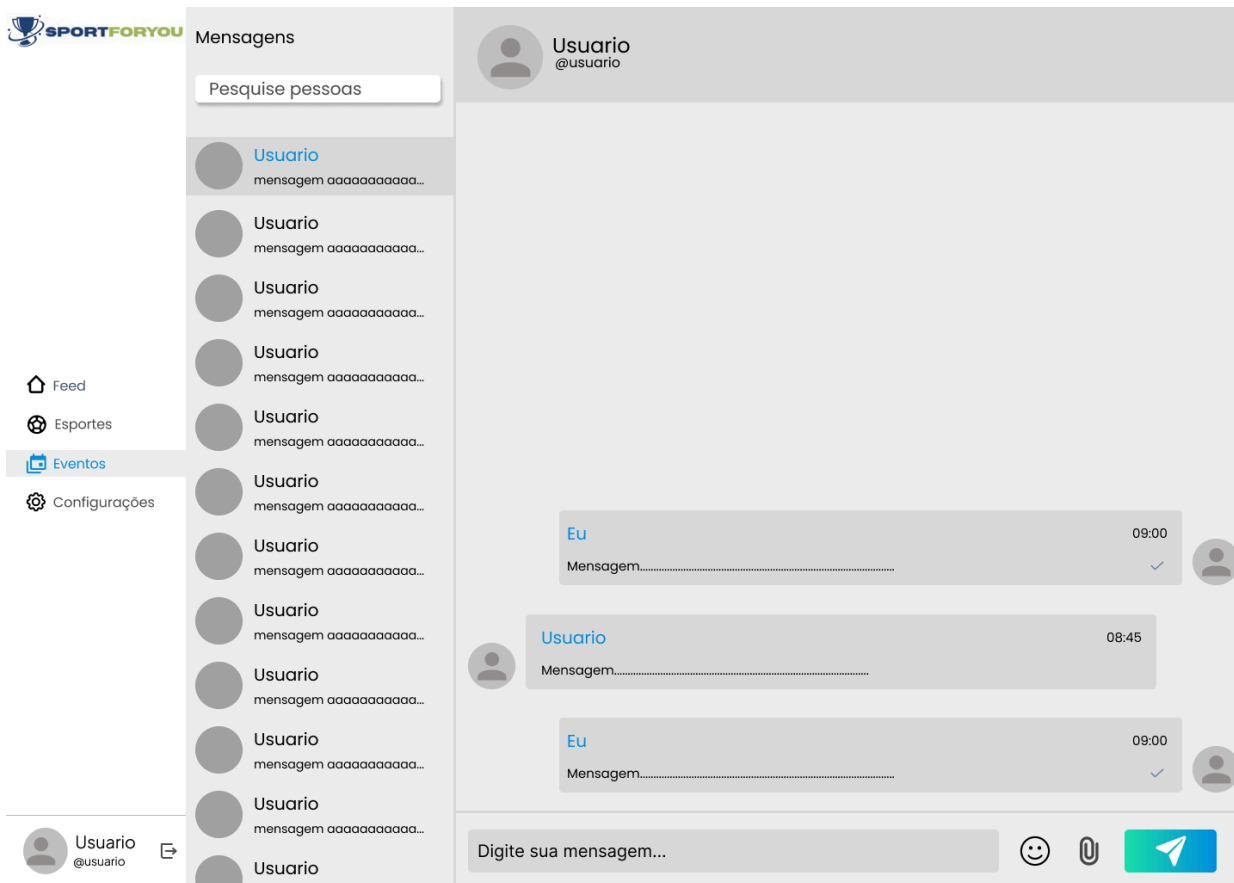 SPORTFORYOU
Feed
Esportes
Eventos
Configurações
Usuario
@usuario
Mensagens
Pesquise pessoas
Usuario
mensagem aaaaaaaaaaa...
Usuario
mensagem aaaaaaaaaaa...
Usuario
mensagem aaaaaaaaaaa...
Usuario
mensagem aaaaaaaaaaa...
Usuario
mensagem aaaaaaaaaaa...
Usuario
mensagem aaaaaaaaaaa...
Usuario
mensagem aaaaaaaaaaa...
Usuario
mensagem aaaaaaaaaaa...
Usuario
mensagem aaaaaaaaaaa...
Usuario
mensagem aaaaaaaaaaa...
Usuario
mensagem aaaaaaaaaaa...
Usuario
Usuario
@usuario
Eu 09:00
Mensagem.....................................................................................
Usuario 08:45
Mensagem.....................................................................................
Eu 09:00
Mensagem.....................................................................................
Digite sua mensagem...